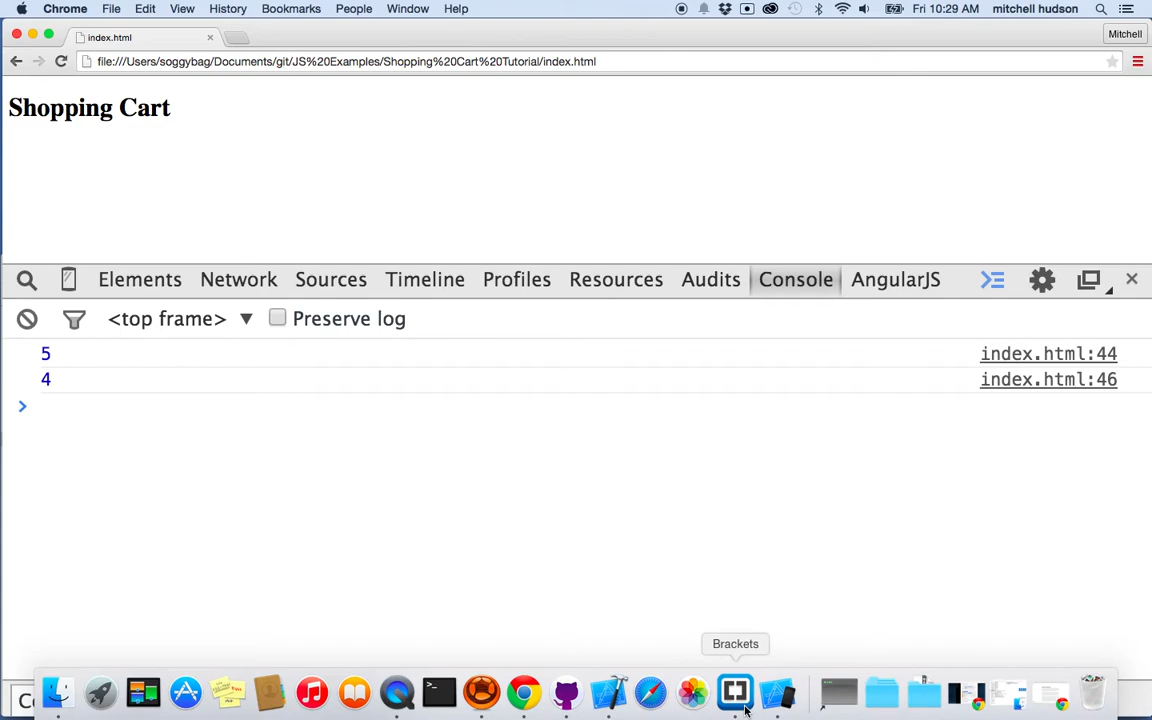 Chrome File Edit View History Bookmarks People Window Help Fri 10:29 AM mitchell hudson
index.html Mitchell
file:///Users/soggybag/Documents/git/JS%20Examples/Shopping%20Cart%20Tutorial/index.html
Shopping Cart
Elements Network Sources Timeline Profiles Resources Audits Console AngularJS
<top frame> Preserve log
5 index.html:44
4 index.html:46
Brackets